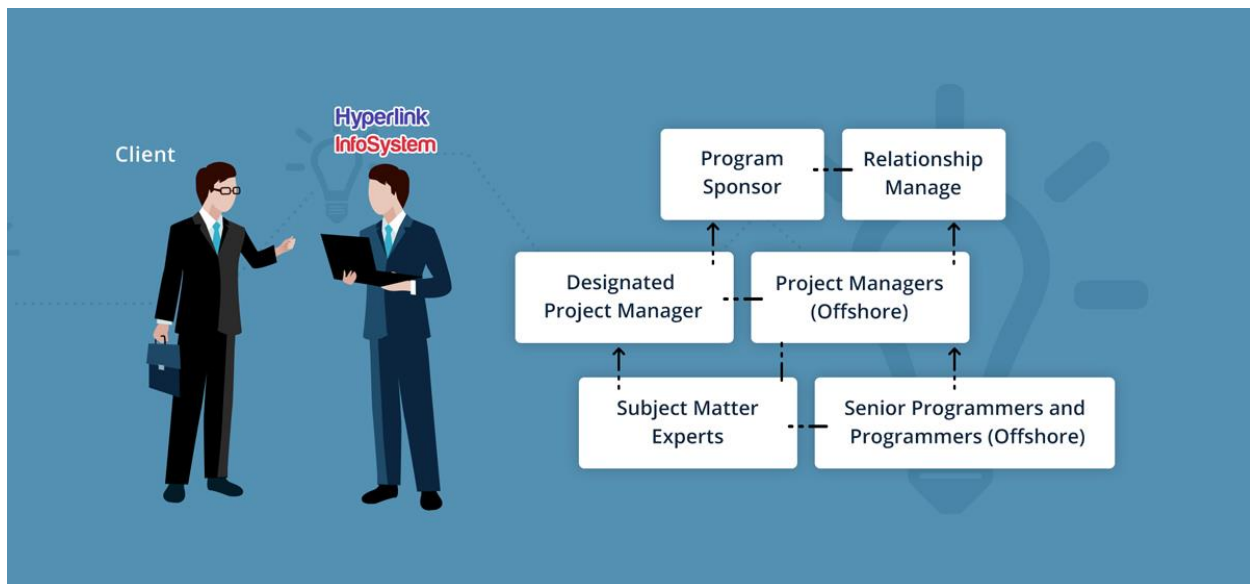 Client
Hyperlink
InfoSystem
Program
Sponsor
Relationship
Manage
Designated
Project Manager
Project Managers
(Offshore)
Subject Matter
Experts
Senior Programmers and
Programmers (Offshore)